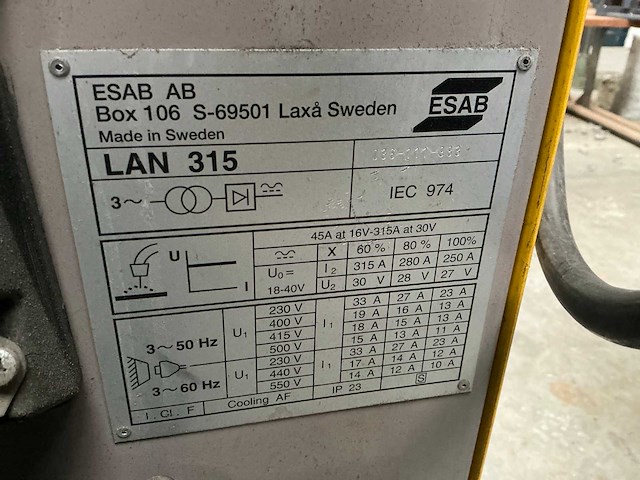 ESAB AB
Box 106 S-69501 Laxå Sweden
Made in Sweden
ESAB
LAN 315
3~
IEC 974
45A at 16V-315A at 30V
X 60 % 80 % 100%
U₀= I₂ 315 A 280 A 250 A
18-40V U₂ 30 V 28 V 27 V
U
I
3~50 Hz U₁ I₁
230 V 33 A 27 A 23 A
400 V 19 A 16 A 13 A
415 V 18 A 15 A 13 A
500 V 15 A 13 A 11 A
3~60 Hz U₁ I₁
230 V 33 A 27 A 23 A
440 V 17 A 14 A 12 A
550 V 14 A 12 A 10 A
I. Cl. F Cooling AF IP 23 S